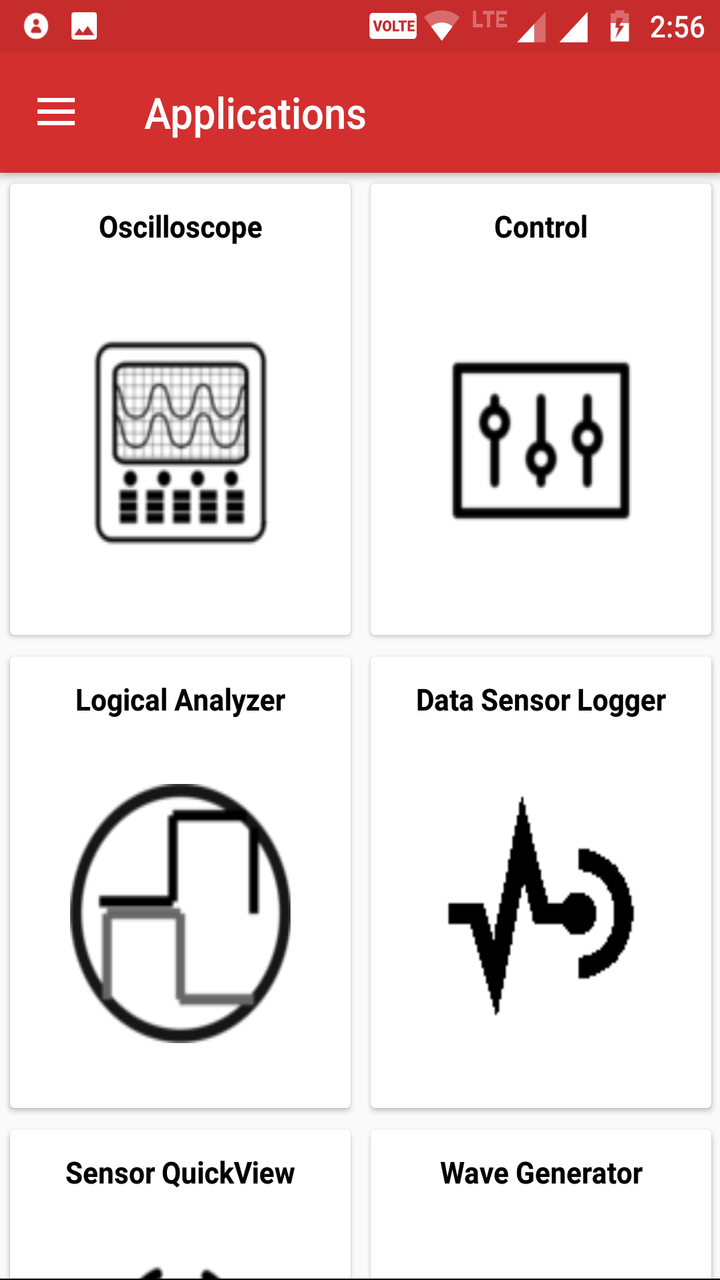 VOLTE LTE 2:56
Applications
Oscilloscope
Control
Logical Analyzer
Data Sensor Logger
Sensor QuickView
Wave Generator